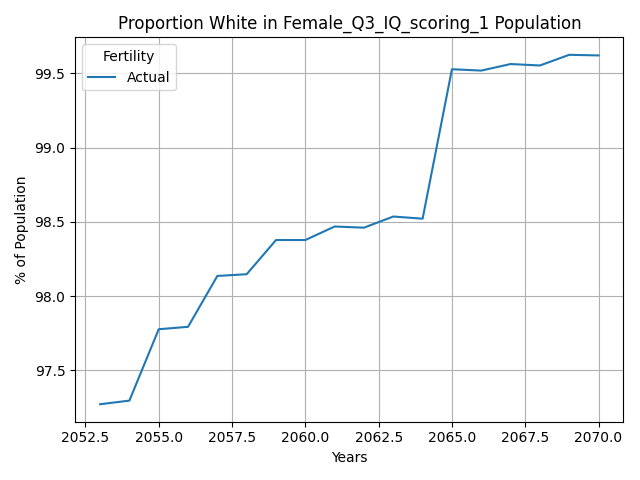 Proportion White in Female_Q3_IQ_scoring_1 Population
Fertility
Actual
% of Population
99.5
99.0
98.5
98.0
97.5
2052.5 2055.0 2057.5 2060.0 2062.5 2065.0 2067.5 2070.0
Years